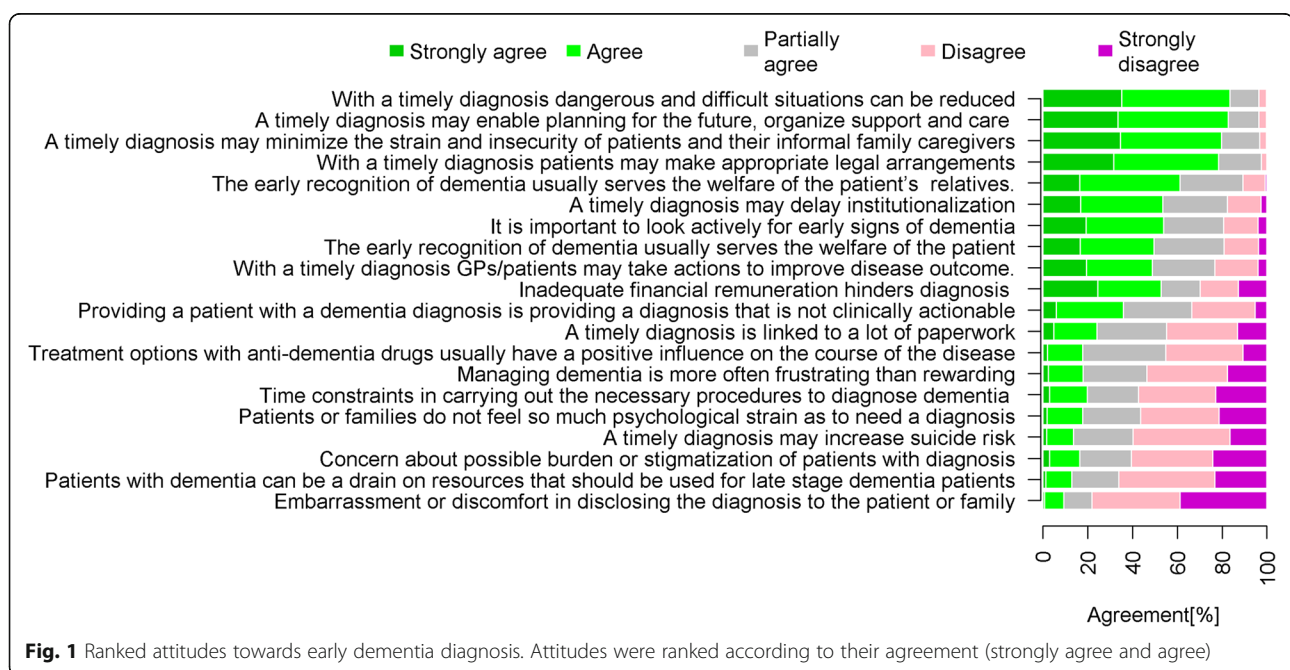 Strongly agree Agree Partially agree Disagree Strongly disagree
With a timely diagnosis dangerous and difficult situations can be reduced
A timely diagnosis may enable planning for the future, organize support and care
A timely diagnosis may minimize the strain and insecurity of patients and their informal family caregivers
With a timely diagnosis patients may make appropriate legal arrangements
The early recognition of dementia usually serves the welfare of the patient's relatives.
A timely diagnosis may delay institutionalization
It is important to look actively for early signs of dementia
The early recognition of dementia usually serves the welfare of the patient
With a timely diagnosis GPs/patients may take actions to improve disease outcome.
Inadequate financial remuneration hinders diagnosis
Providing a patient with a dementia diagnosis is providing a diagnosis that is not clinically actionable
A timely diagnosis is linked to a lot of paperwork
Treatment options with anti-dementia drugs usually have a positive influence on the course of the disease
Managing dementia is more often frustrating than rewarding
Time constraints in carrying out the necessary procedures to diagnose dementia
Patients or families do not feel so much psychological strain as to need a diagnosis
A timely diagnosis may increase suicide risk
Concern about possible burden or stigmatization of patients with diagnosis
Patients with dementia can be a drain on resources that should be used for late stage dementia patients
Embarrassment or discomfort in disclosing the diagnosis to the patient or family
0 20 40 60 80 100
Agreement[%]
Fig. 1 Ranked attitudes towards early dementia diagnosis. Attitudes were ranked according to their agreement (strongly agree and agree)